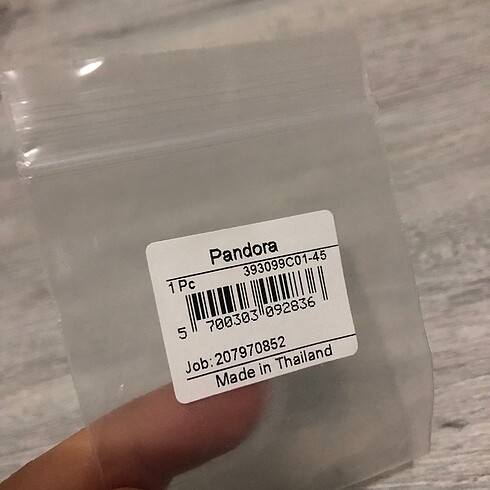 Pandora
393099C01-45
1 Pc
5 700303 092836
Job: 207970852
Made in Thailand